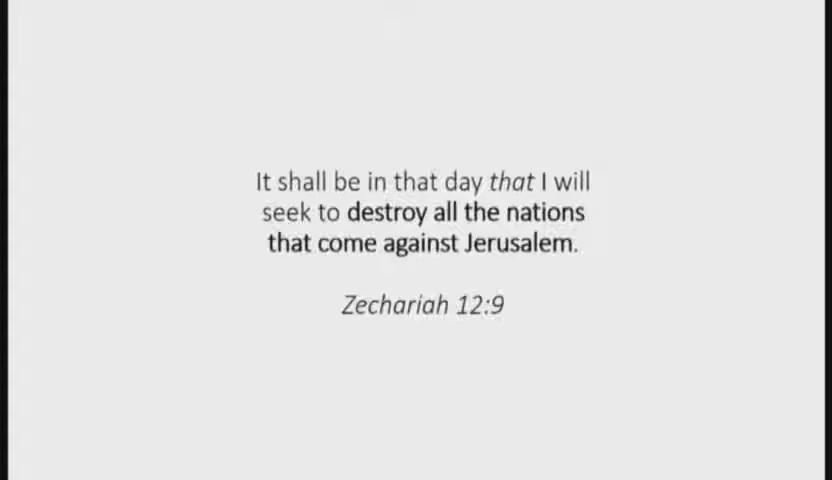 It shall be in that day that I will
seek to destroy all the nations
that come against Jerusalem.
Zechariah 12:9